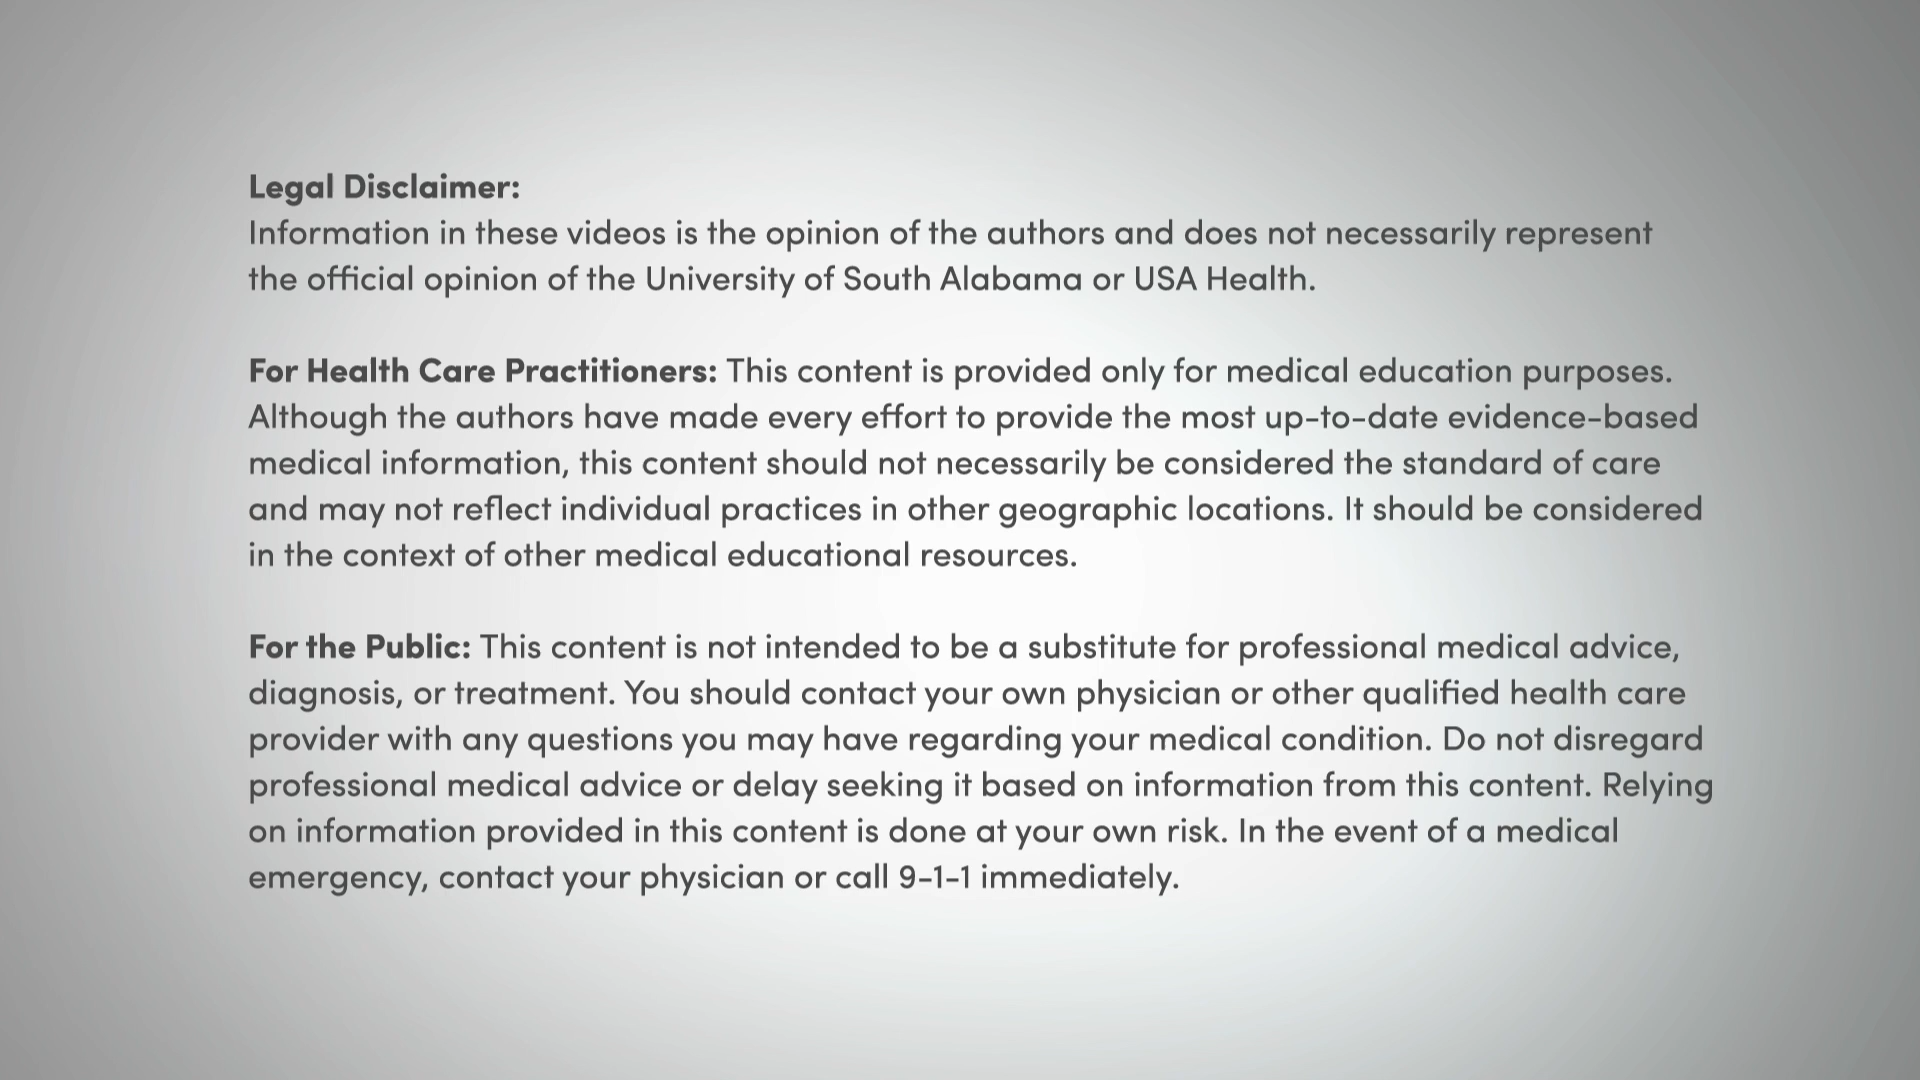 Legal Disclaimer:
Information in these videos is the opinion of the authors and does not necessarily represent
the official opinion of the University of South Alabama or USA Health.
For Health Care Practitioners: This content is provided only for medical education purposes.
Although the authors have made every effort to provide the most up-to-date evidence-based
medical information, this content should not necessarily be considered the standard of care
and may not reflect individual practices in other geographic locations. It should be considered
in the context of other medical educational resources.
For the Public: This content is not intended to be a substitute for professional medical advice,
diagnosis, or treatment. You should contact your own physician or other qualified health care
provider with any questions you may have regarding your medical condition. Do not disregard
professional medical advice or delay seeking it based on information from this content. Relying
on information provided in this content is done at your own risk. In the event of a medical
emergency, contact your physician or call 9-1-1 immediately.